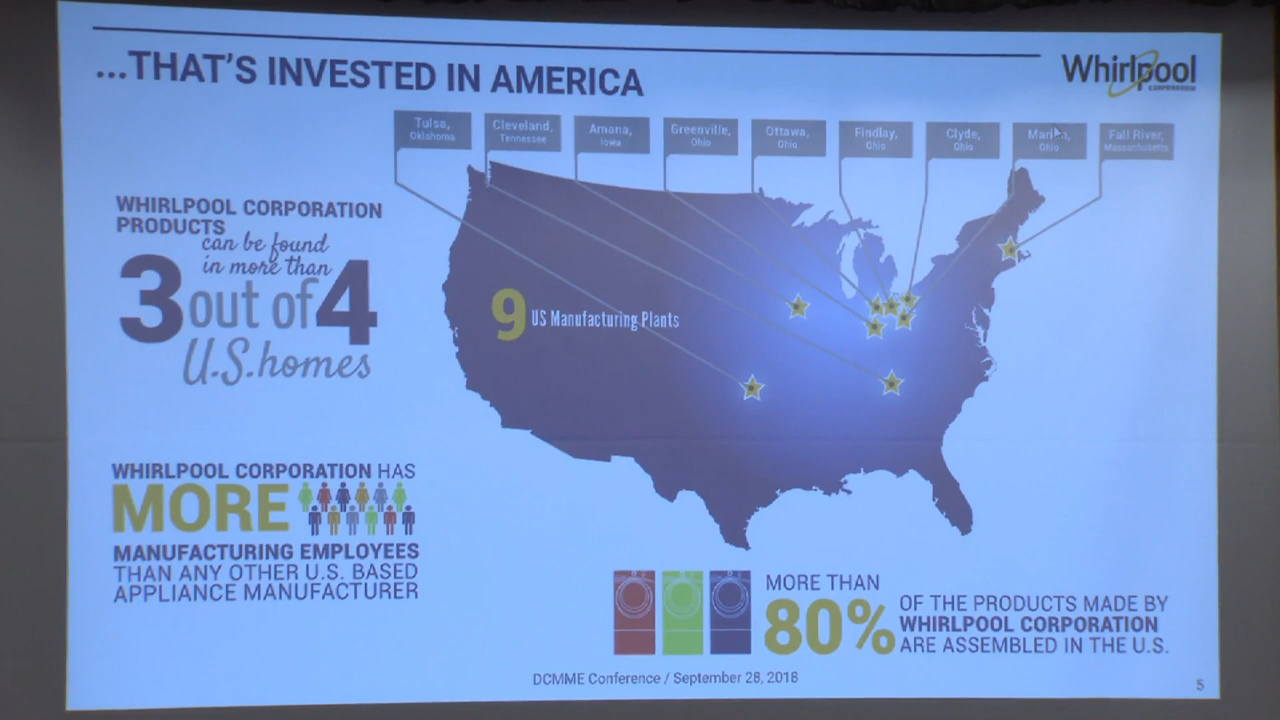 ...THAT'S INVESTED IN AMERICA
Whirlpool
CORPORATION
Tulsa,
Oklahoma
Cleveland,
Tennessee
Amana,
Iowa
Greenville,
Ohio
Ottawa,
Ohio
Findlay,
Ohio
Clyde,
Ohio
Marion,
Ohio
Fall River,
Massachusetts
WHIRLPOOL CORPORATION
PRODUCTS
can be found
in more than
3 out of 4
U.S. homes
9 US Manufacturing Plants
WHIRLPOOL CORPORATION HAS
MORE
MANUFACTURING EMPLOYEES
THAN ANY OTHER U.S. BASED
APPLIANCE MANUFACTURER
MORE THAN
80%
OF THE PRODUCTS MADE BY
WHIRLPOOL CORPORATION
ARE ASSEMBLED IN THE U.S.
DCMME Conference / September 28, 2018
5